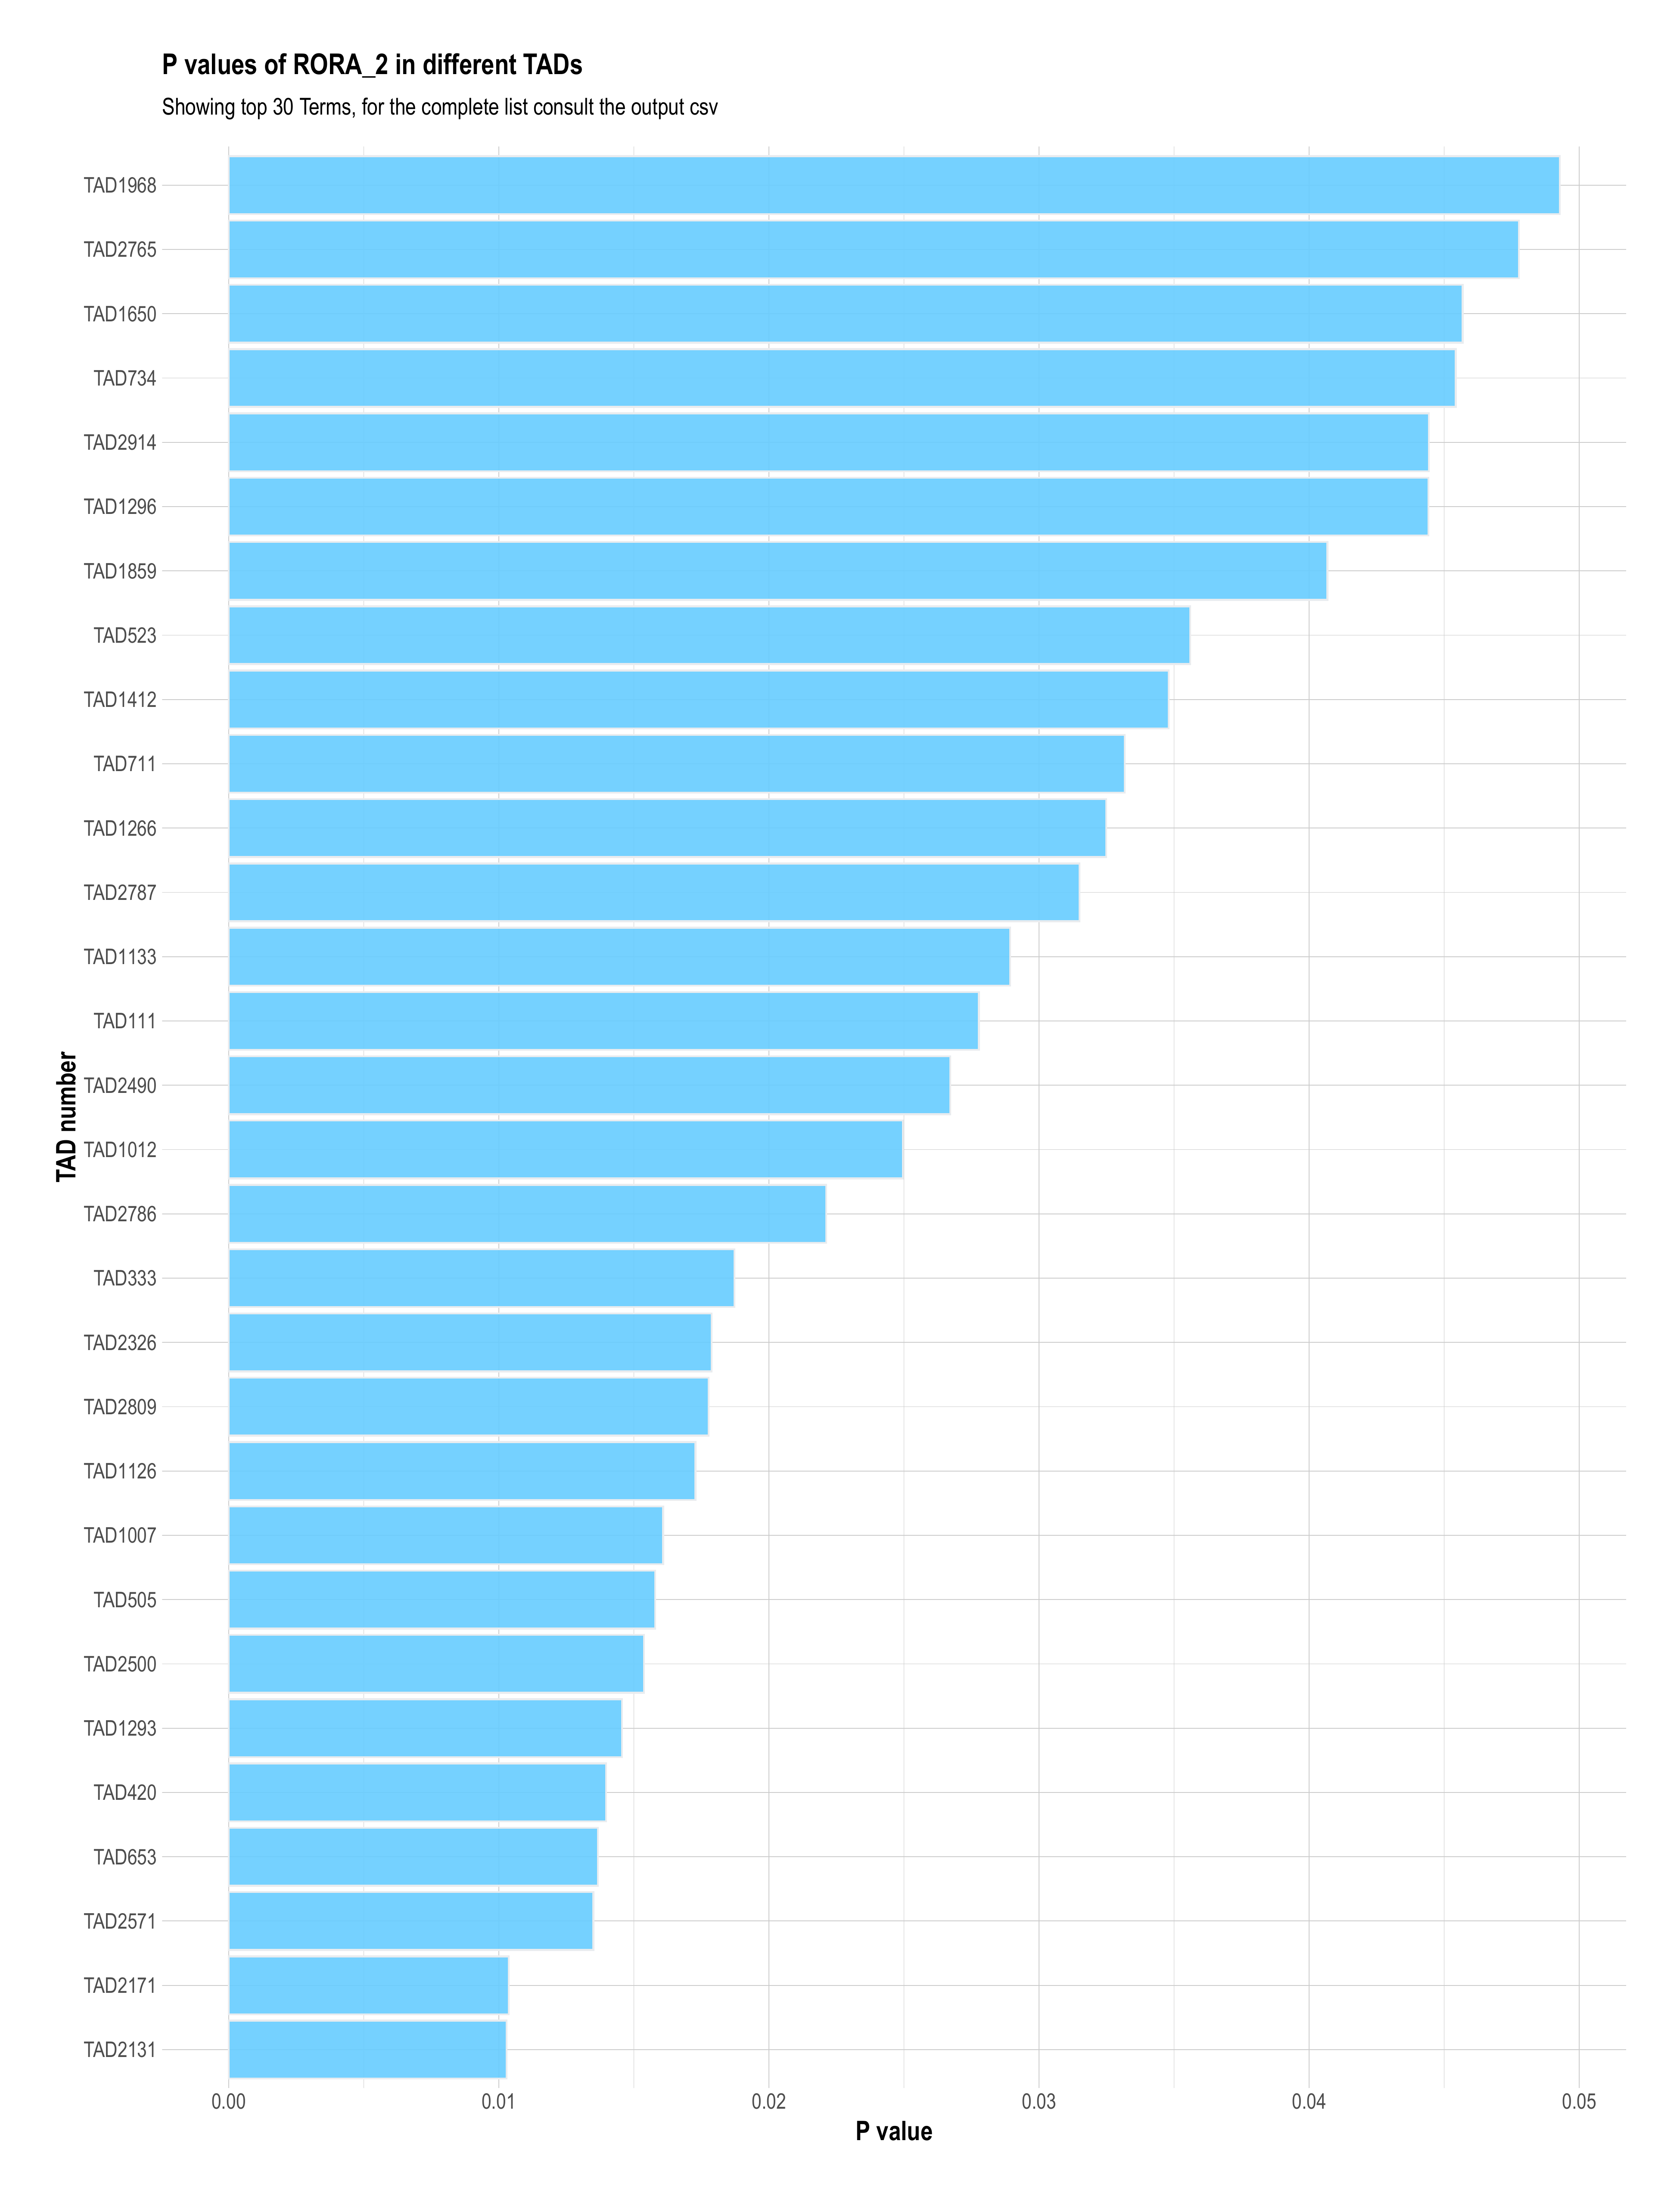 P values of RORA_2 in different TADs
Showing top 30 Terms, for the complete list consult the output csv
TAD1968
TAD2765
TAD1650
TAD734
TAD2914
TAD1296
TAD1859
TAD523
TAD1412
TAD711
TAD1266
TAD2787
TAD1133
TAD111
TAD2490
TAD1012
TAD2786
TAD333
TAD2326
TAD2809
TAD1126
TAD1007
TAD505
TAD2500
TAD1293
TAD420
TAD653
TAD2571
TAD2171
TAD2131
TAD number
0.00 0.01 0.02 0.03 0.04 0.05
P value